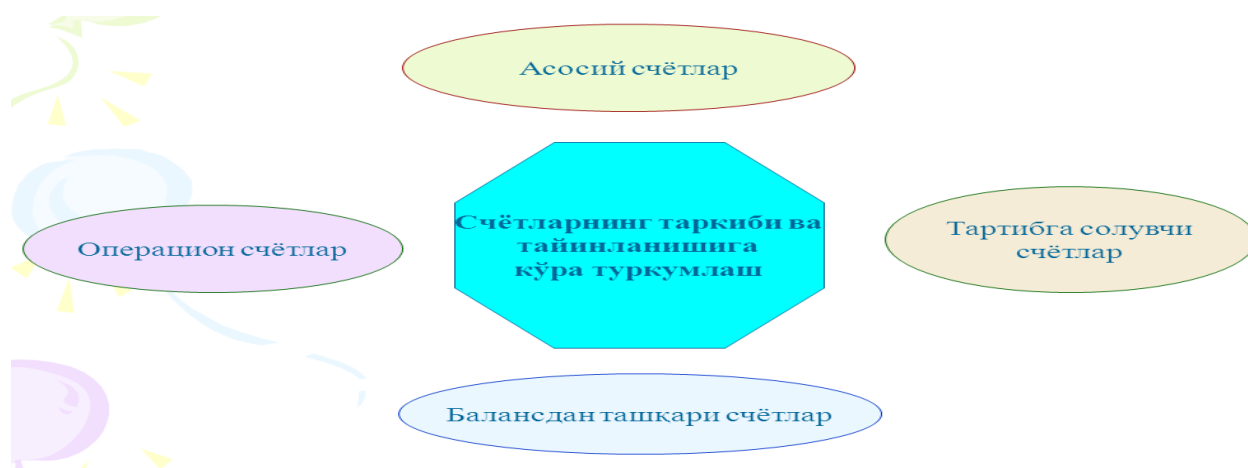 Асосий счётлар
Счётларнинг таркиби ва
тайинланишига
кўра туркумлаш
Операцион счётлар
Тартибга солувчи
счётлар
Балансдан ташқари счётлар